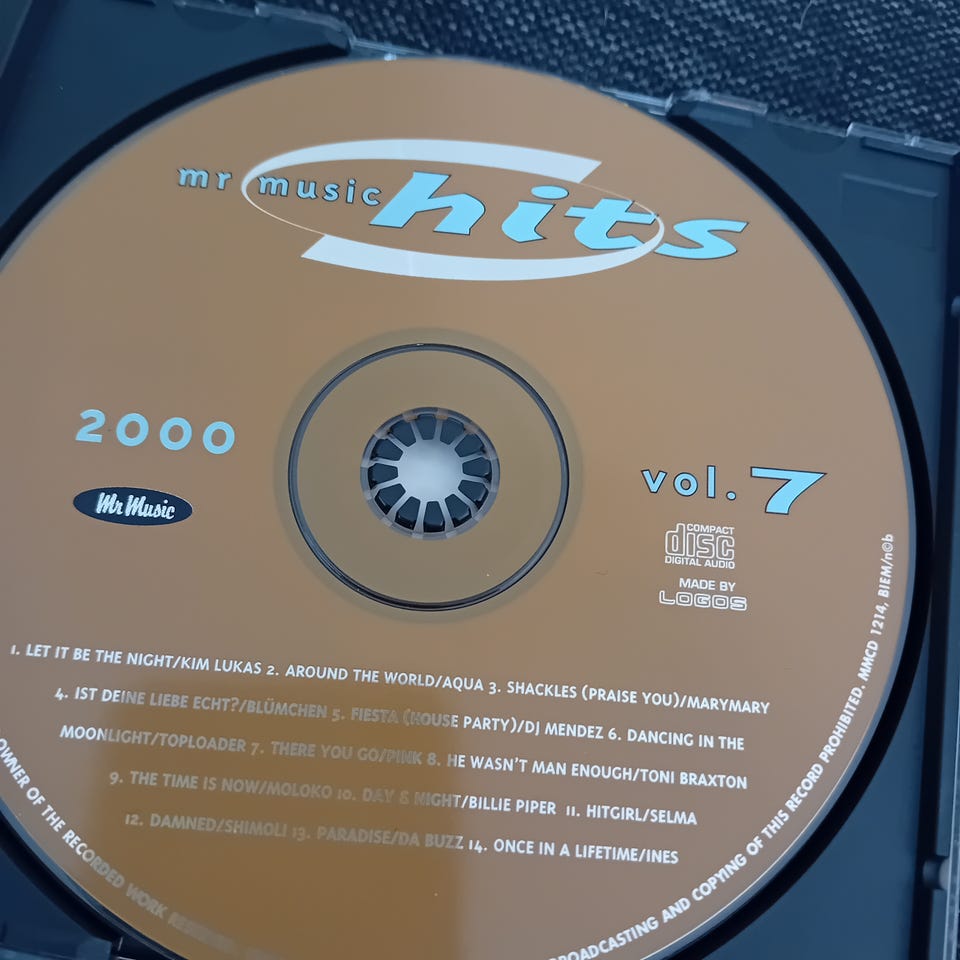 mr music hits
2000
Mr Music
vol. 7
COMPACT
disc
DIGITAL AUDIO
MADE BY
LOGOS
1. LET IT BE THE NIGHT/KIM LUKAS 2. AROUND THE WORLD/AQUA 3. SHACKLES (PRAISE YOU)/MARYMARY
4. IST DEINE LIEBE ECHT?/BLÜMCHEN 5. FIESTA (HOUSE PARTY)/DJ MENDEZ 6. DANCING IN THE
MOONLIGHT/TOPLOADER 7. THERE YOU GO/PINK 8. HE WASN'T MAN ENOUGH/TONI BRAXTON
9. THE TIME IS NOW/MOLOKO 10. DAY & NIGHT/BILLIE PIPER 11. HITGIRL/SELMA
12. DAMNED/SHIMOLI 13. PARADISE/DA BUZZ 14. ONCE IN A LIFETIME/INES
OWNER OF THE RECORDED WORK
BROADCASTING AND COPYING OF THIS RECORD PROHIBITED. MMCD 1214, BIEM/n©b